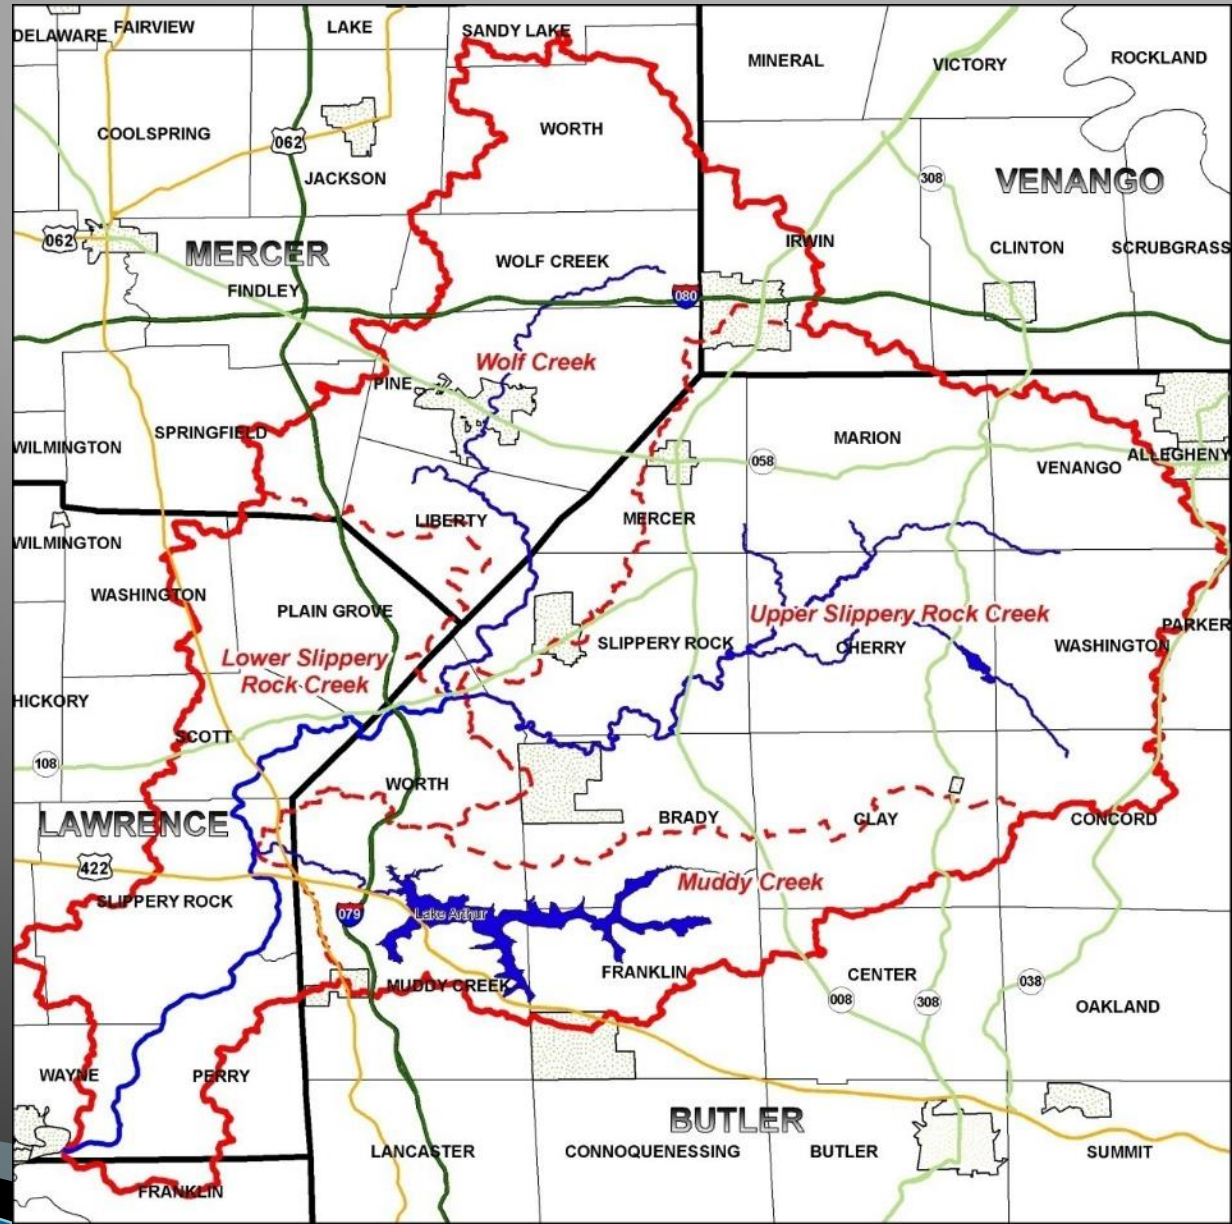 DELAWARE
FAIRVIEW
LAKE
SANDY LAKE
MINERAL
VICTORY
ROCKLAND
COOLSPRING
062
WORTH
JACKSON
308
VENANGO
062
MERCER
IRWIN
CLINTON
SCRUBGRASS
WOLF CREEK
FINDLEY
080
Wolf Creek
PINE
SPRINGFIELD
WILMINGTON
MARION
ALLEGHENY
058
VENANGO
LIBERTY
MERCER
WILMINGTON
WASHINGTON
PLAIN GROVE
Upper Slippery Rock Creek
PARKER
SLIPPERY ROCK
CHERRY
WASHINGTON
Lower Slippery
Rock Creek
HICKORY
SCOTT
108
WORTH
LAWRENCE
BRADY
CLAY
CONCORD
422
Muddy Creek
SLIPPERY ROCK
079
Lake Arthur
FRANKLIN
CENTER
MUDDY CREEK
008
308
038
OAKLAND
WAYNE
PERRY
BUTLER
LANCASTER
CONNOQUENESSING
BUTLER
SUMMIT
FRANKLIN